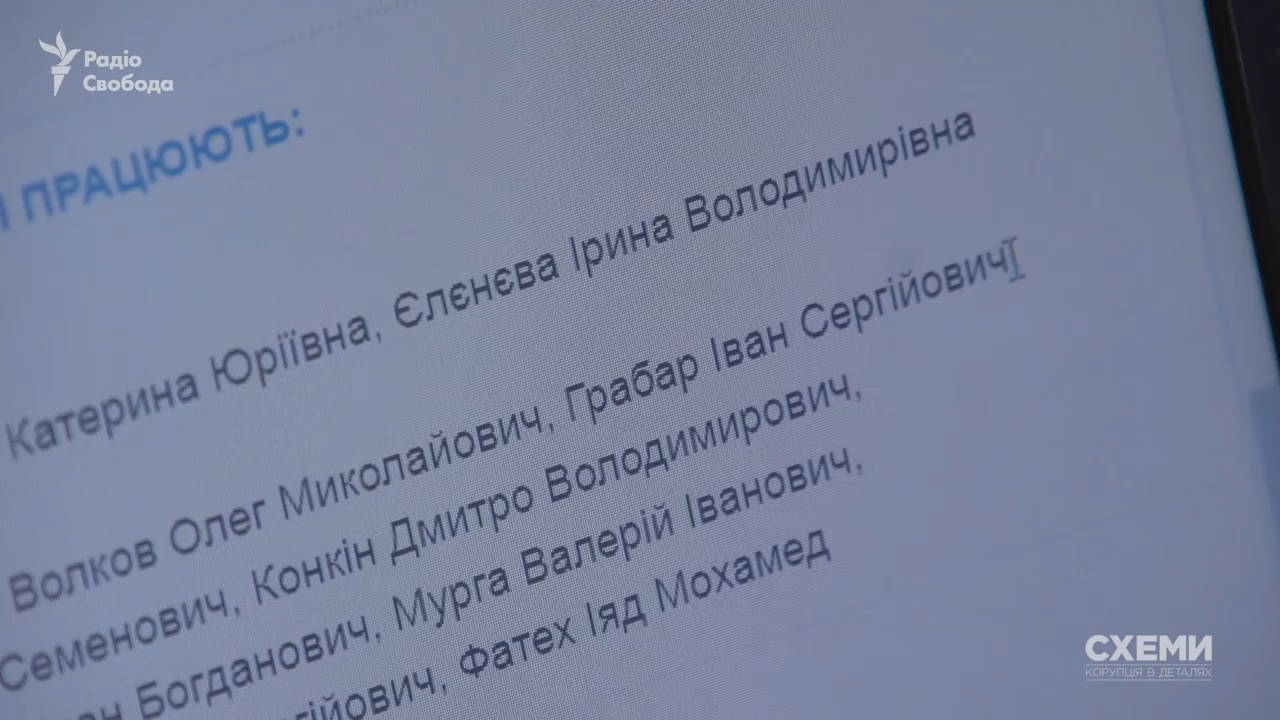 Радіо
Свобода
І ПРАЦЮЮТЬ:
Катерина Юріївна, Єлєнєва Ірина Володимирівна
Волков Олег Миколайович, Грабар Іван Сергійович
Семенович, Конкін Дмитро Володимирович,
Богданович, Мурга Валерій Іванович,
Фатех Іяд Мохамед
СХЕМИ
КОРУПЦІЯ В ДЕТАЛЯХ